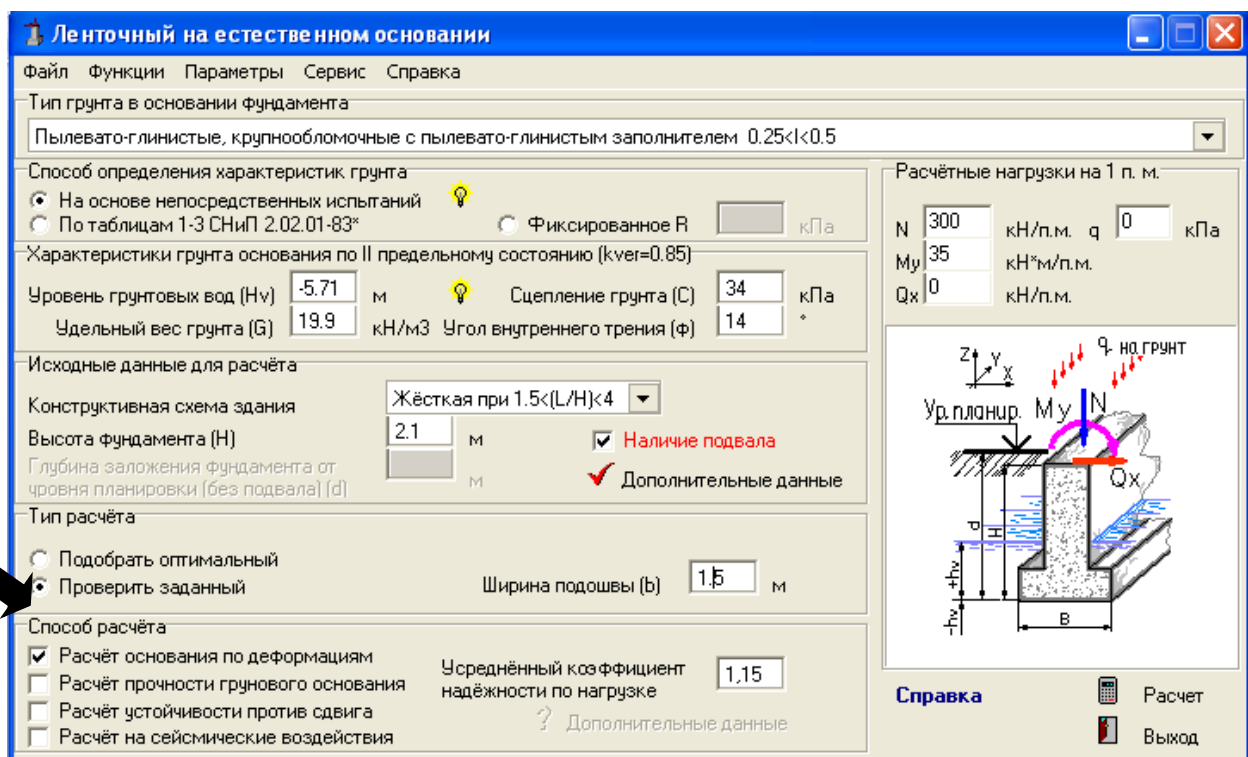 Ленточный на естественном основании
Файл Функции Параметры Сервис Справка
Тип грунта в основании фундамента
Пылевато-глинистые, крупнообломочные с пылевато-глинистым заполнителем 0.25<I<0.5
Способ определения характеристик грунта
На основе непосредственных испытаний
По таблицам 1-3 СНиП 2.02.01-83*
Фиксированное R кПа
Характеристики грунта основания по II предельному состоянию (kver=0.85)
Уровень грунтовых вод (Hv) -5.71 м Сцепление грунта (C) 34 кПа
Удельный вес грунта (G) 19.9 кН/м3 Угол внутреннего трения (φ) 14 °
Исходные данные для расчёта
Конструктивная схема здания Жёсткая при 1.5<(L/H)<4
Высота фундамента (H) 2.1 м Наличие подвала
Глубина заложения фундамента от
уровня планировки (без подвала) (d) м Дополнительные данные
Тип расчёта
Подобрать оптимальный
Проверить заданный Ширина подошвы (b) 1.5 м
Способ расчёта
Расчёт основания по деформациям
Расчёт прочности грунового основания
Расчёт устойчивости против сдвига
Расчёт на сейсмические воздействия
Усреднённый коэффициент
надёжности по нагрузке 1,15
? Дополнительные данные
Расчётные нагрузки на 1 п. м.
N 300 кН/п.м. q 0 кПа
My 35 кН*м/п.м.
Qx 0 кН/п.м.
Z Y X
q на грунт
Ур.планир. My N
Qx
d H
+hv
-hv B
Справка Расчет
Выход